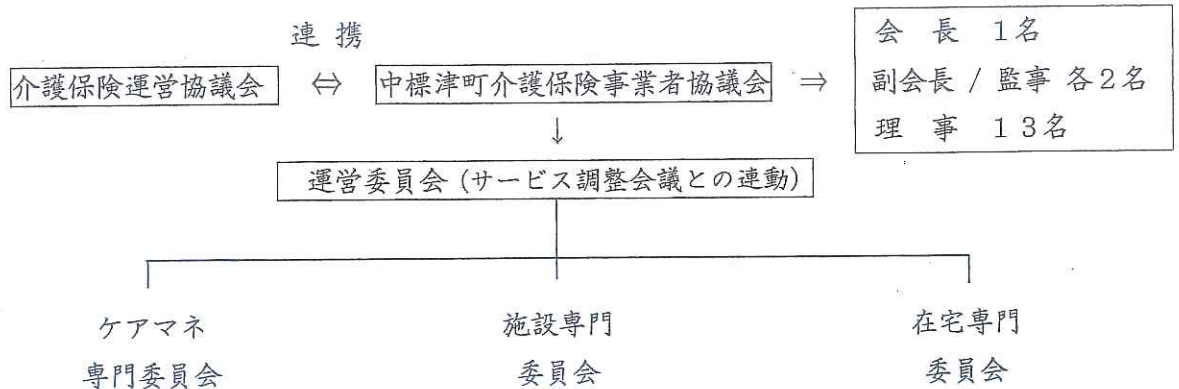 連 携
介護保険運営協議会 ⇔ 中標津町介護保険事業者協議会 ⇒
会 長 1名
副会長 / 監事 各2名
理 事 13名
↓
運営委員会 (サービス調整会議との連動)
ケアマネ
専門委員会
施設専門
委員会
在宅専門
委員会